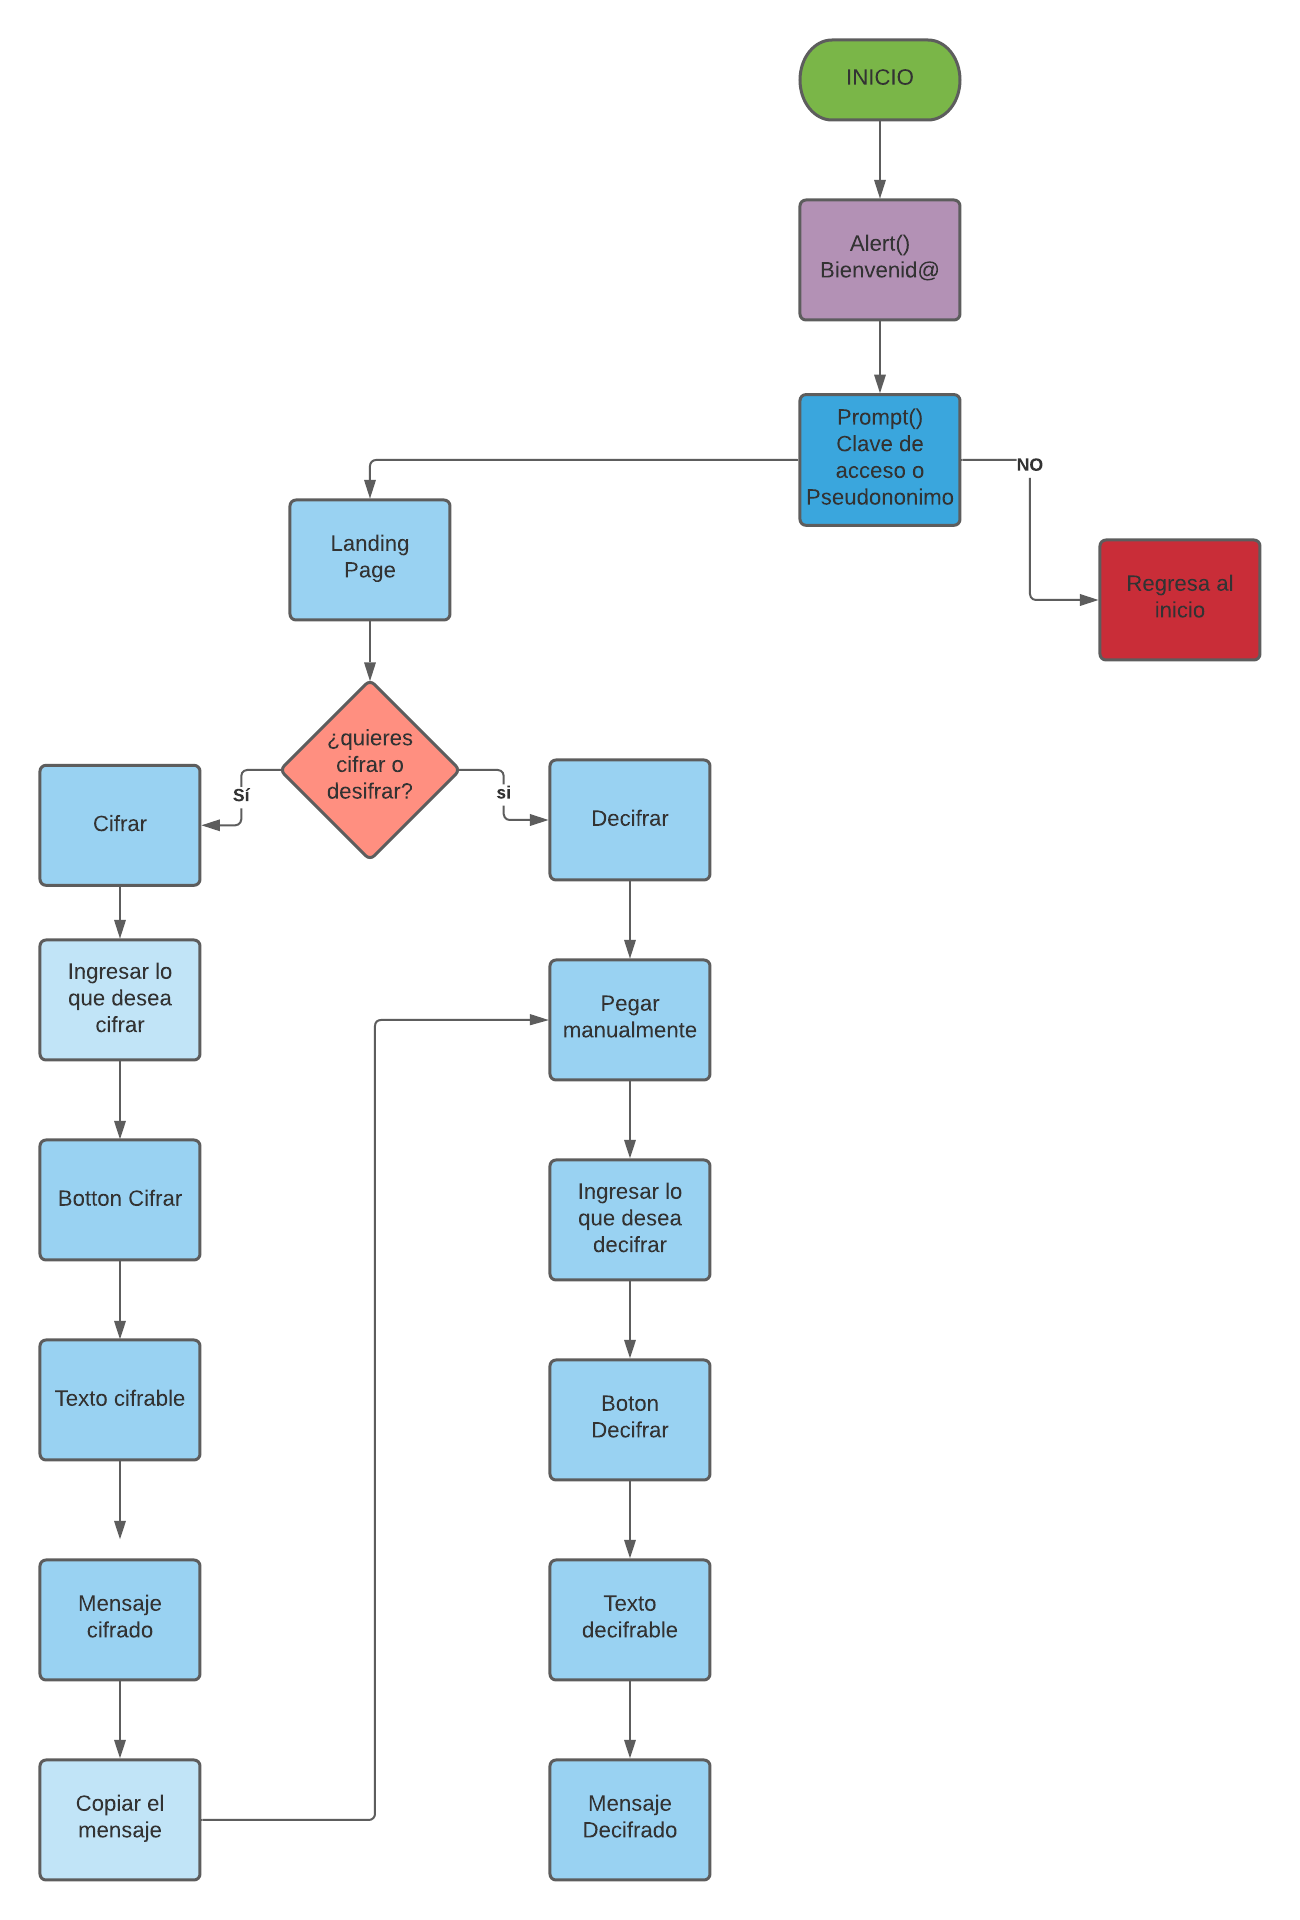 INICIO
Alert()
Bienvenid@
Prompt()
Clave de
acceso o
Pseudononimo
NO
Landing
Page
Regresa al
inicio
¿quieres
cifrar o
desifrar?
Sí
si
Cifrar
Decifrar
Ingresar lo
que desea
cifrar
Pegar
manualmente
Botton Cifrar
Ingresar lo
que desea
decifrar
Texto cifrable
Boton
Decifrar
Mensaje
cifrado
Texto
decifrable
Copiar el
mensaje
Mensaje
Decifrado